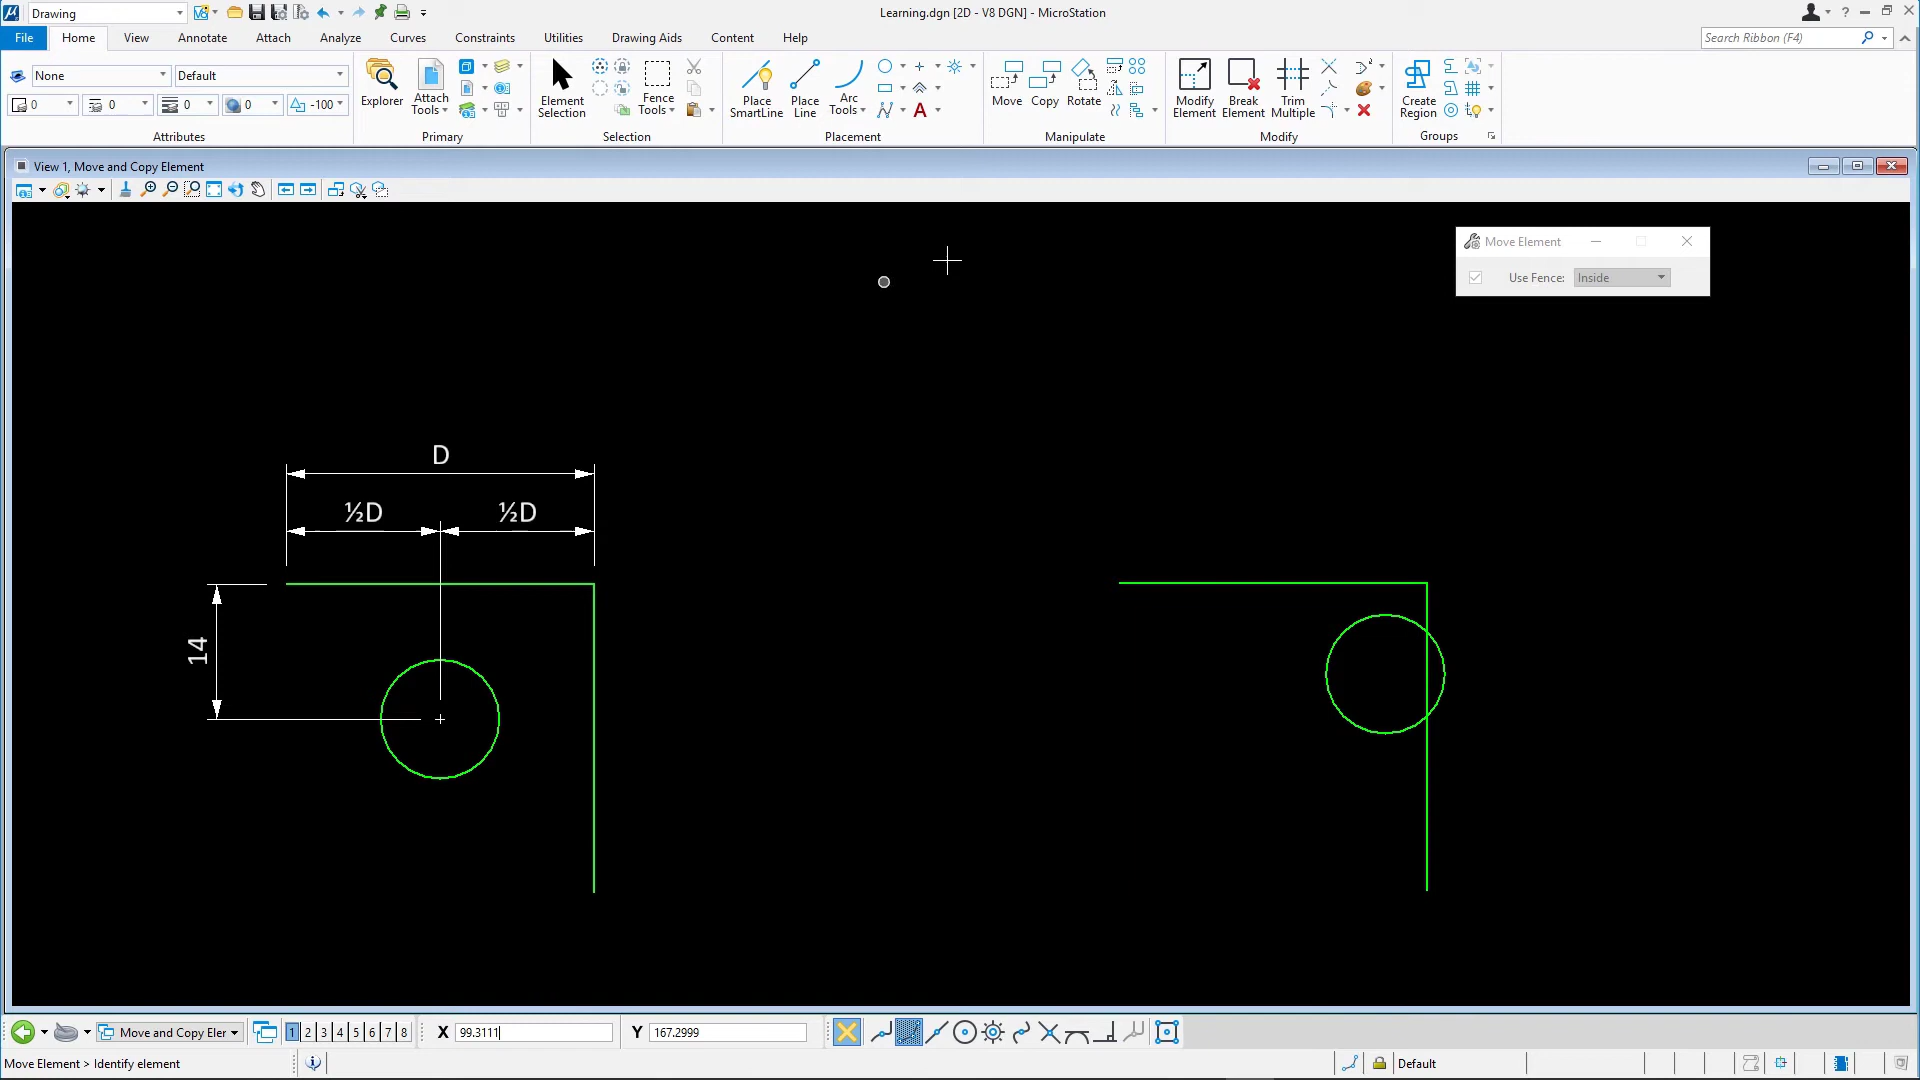 Drawing
Learning.dgn [2D - V8 DGN] - MicroStation
File Home View Annotate Attach Analyze Curves Constraints Utilities Drawing Aids Content Help
Search Ribbon (F4)
None Default
0 0 0 0 -100
Attributes
Explorer
Attach
Tools
Primary
Element
Selection
Fence
Tools
Selection
Place
SmartLine
Place
Line
Arc
Tools
Placement
Move Copy Rotate
Manipulate
Modify
Element
Break
Element
Trim
Multiple
Modify
Create
Region
Groups
View 1, Move and Copy Element
Move Element
Use Fence: Inside
D
½D ½D
14
Move and Copy Eler
1 2 3 4 5 6 7 8
X 99.3111
Y 167.2999
Move Element > Identify element
Default